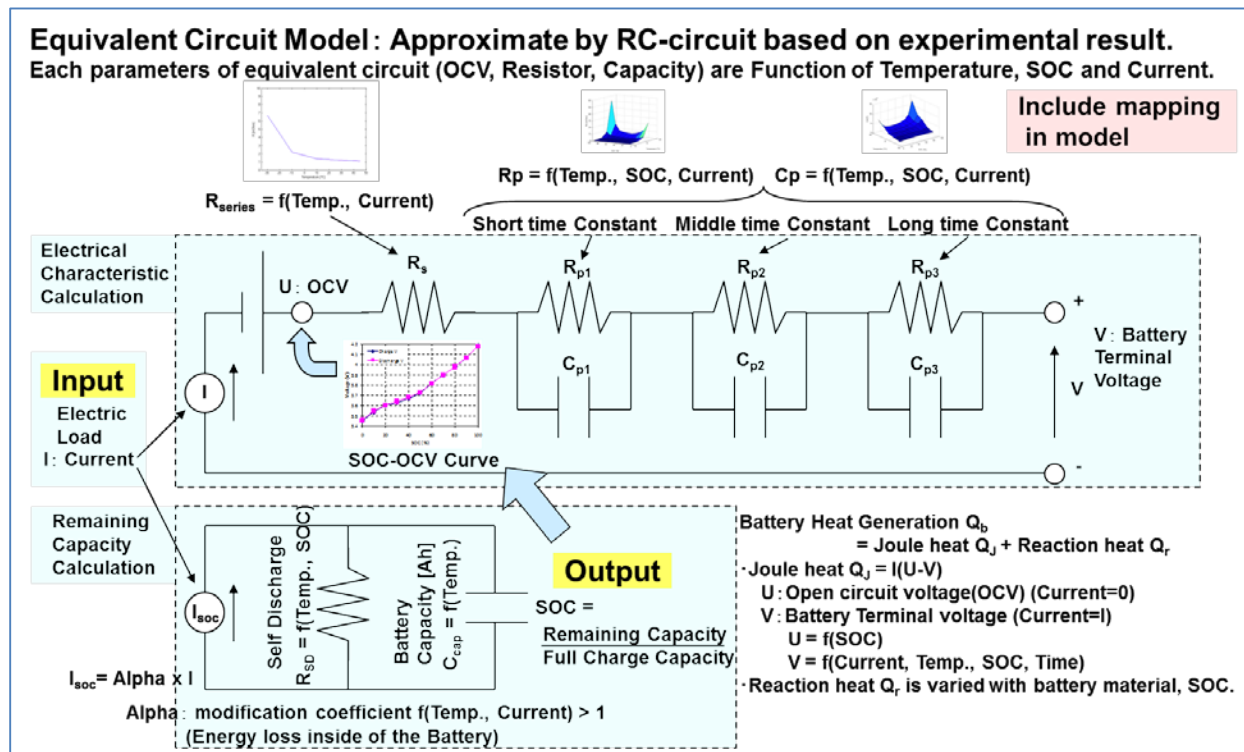 Equivalent Circuit Model: Approximate by RC-circuit based on experimental result.
Each parameters of equivalent circuit (OCV, Resistor, Capacity) are Function of Temperature, SOC and Current.
Include mapping
in model
Rp = f(Temp., SOC, Current)
Cp = f(Temp., SOC, Current)
Rseries = f(Temp., Current)
Short time Constant
Middle time Constant
Long time Constant
Electrical
Characteristic
Calculation
U: OCV
Rs
Rp1
Rp2
Rp3
Cp1
Cp2
Cp3
+
V: Battery
Terminal
Voltage
V
-
Input
Electric
Load
I: Current
I
SOC-OCV Curve
Remaining
Capacity
Calculation
Isoc
Isoc= Alpha x I
Self Discharge
RSD = f(Temp., SOC)
Battery
Capacity [Ah]
Ccap = f(Temp.)
Output
SOC =
Remaining Capacity
Full Charge Capacity
Alpha: modification coefficient f(Temp., Current) > 1
(Energy loss inside of the Battery)
Battery Heat Generation Qb
= Joule heat QJ + Reaction heat Qr
·Joule heat QJ = I(U-V)
U:Open circuit voltage(OCV) (Current=0)
V:Battery Terminal voltage (Current=I)
U = f(SOC)
V = f(Current, Temp., SOC, Time)
·Reaction heat Qr is varied with battery material, SOC.